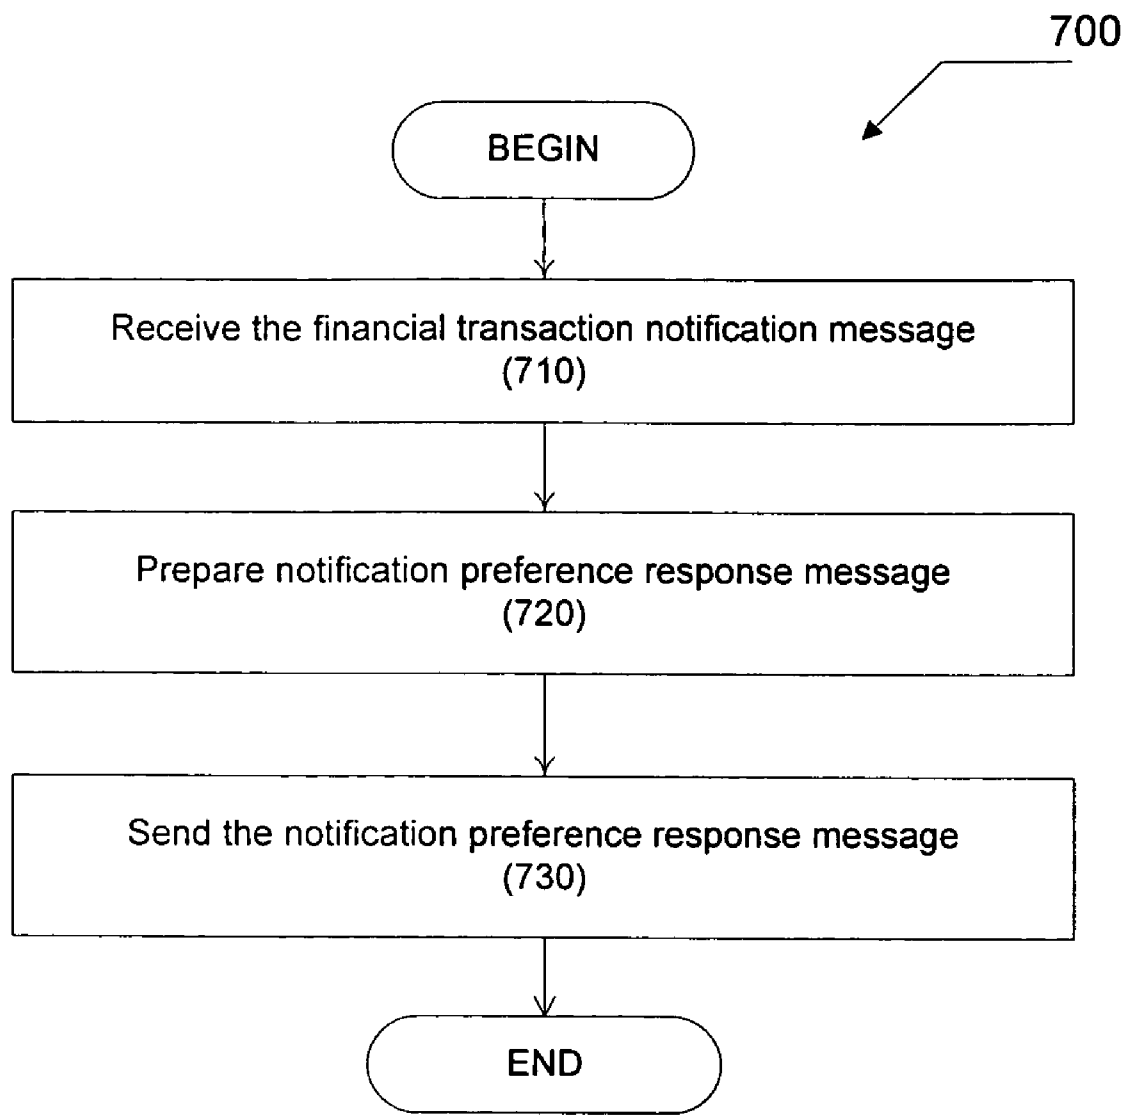 700
BEGIN
Receive the financial transaction notification message
(710)
Prepare notification preference response message
(720)
Send the notification preference response message
(730)
END